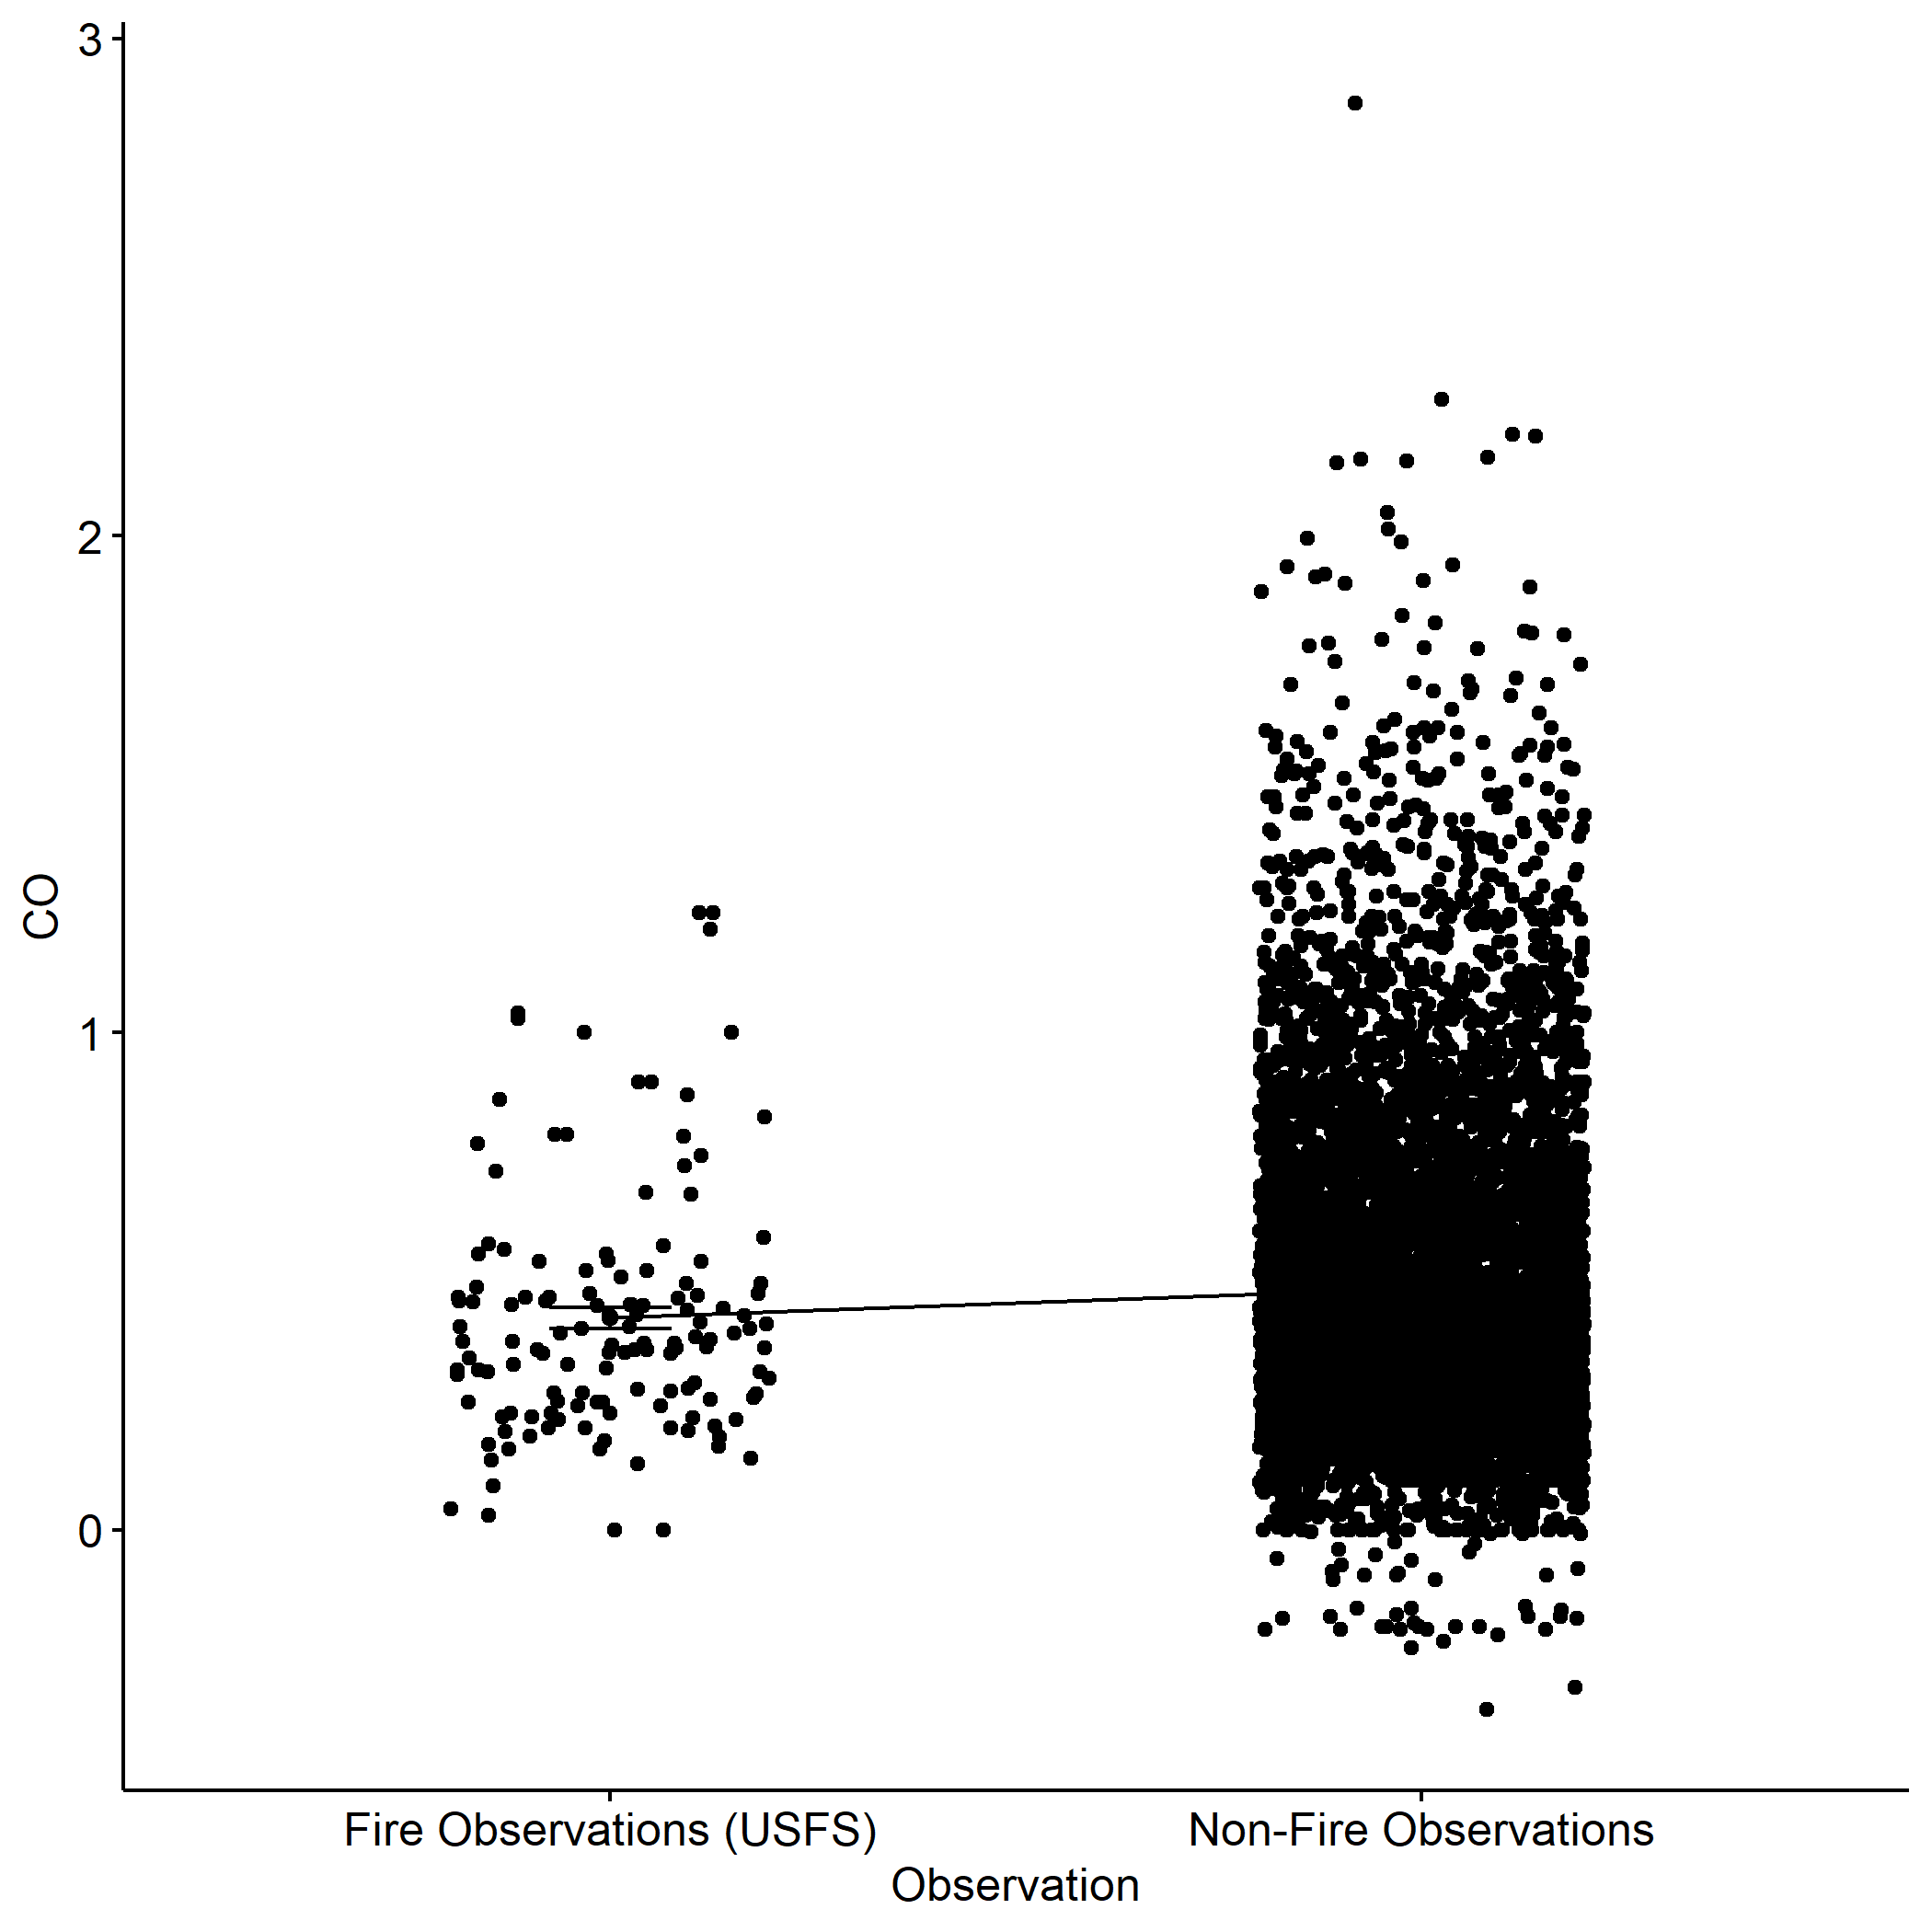 3
2
1
0
CO
Fire Observations (USFS)
Non-Fire Observations
Observation